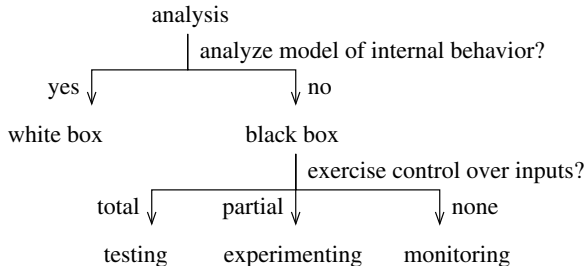 analysis
analyze model of internal behavior?
yes
no
white box
black box
exercise control over inputs?
total
partial
none
testing
experimenting
monitoring